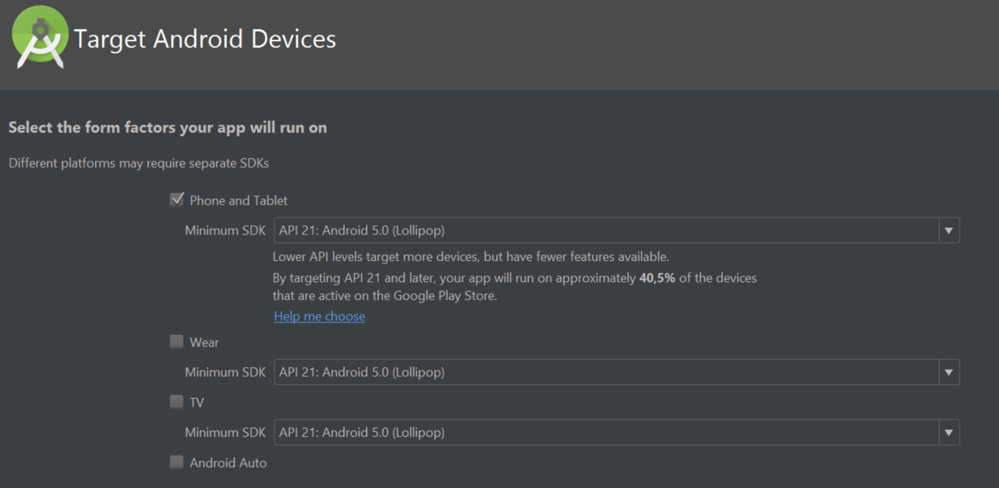 Target Android Devices
Select the form factors your app will run on
Different platforms may require separate SDKs
Phone and Tablet
Minimum SDK API 21: Android 5.0 (Lollipop)
Lower API levels target more devices, but have fewer features available.
By targeting API 21 and later, your app will run on approximately 40,5% of the devices
that are active on the Google Play Store.
Help me choose
Wear
Minimum SDK API 21: Android 5.0 (Lollipop)
TV
Minimum SDK API 21: Android 5.0 (Lollipop)
Android Auto